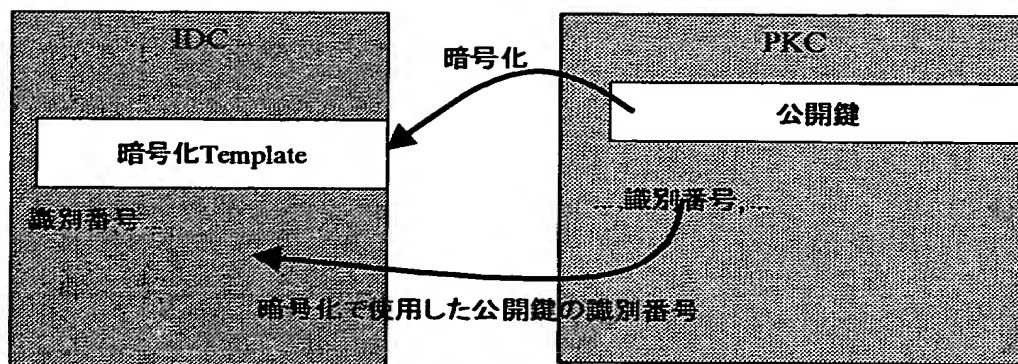 IDC
PKC
暗号化
公開鍵
暗号化Template
識別番号...
...,識別番号,...
暗号化で使用した公開鍵の識別番号